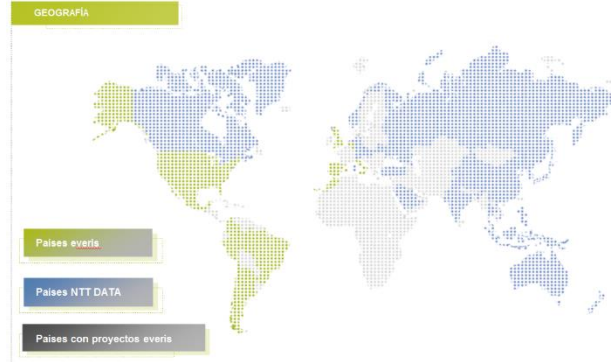 GEOGRAFÍA
Paises everis
Paises NTT DATA
Paises con proyectos everis